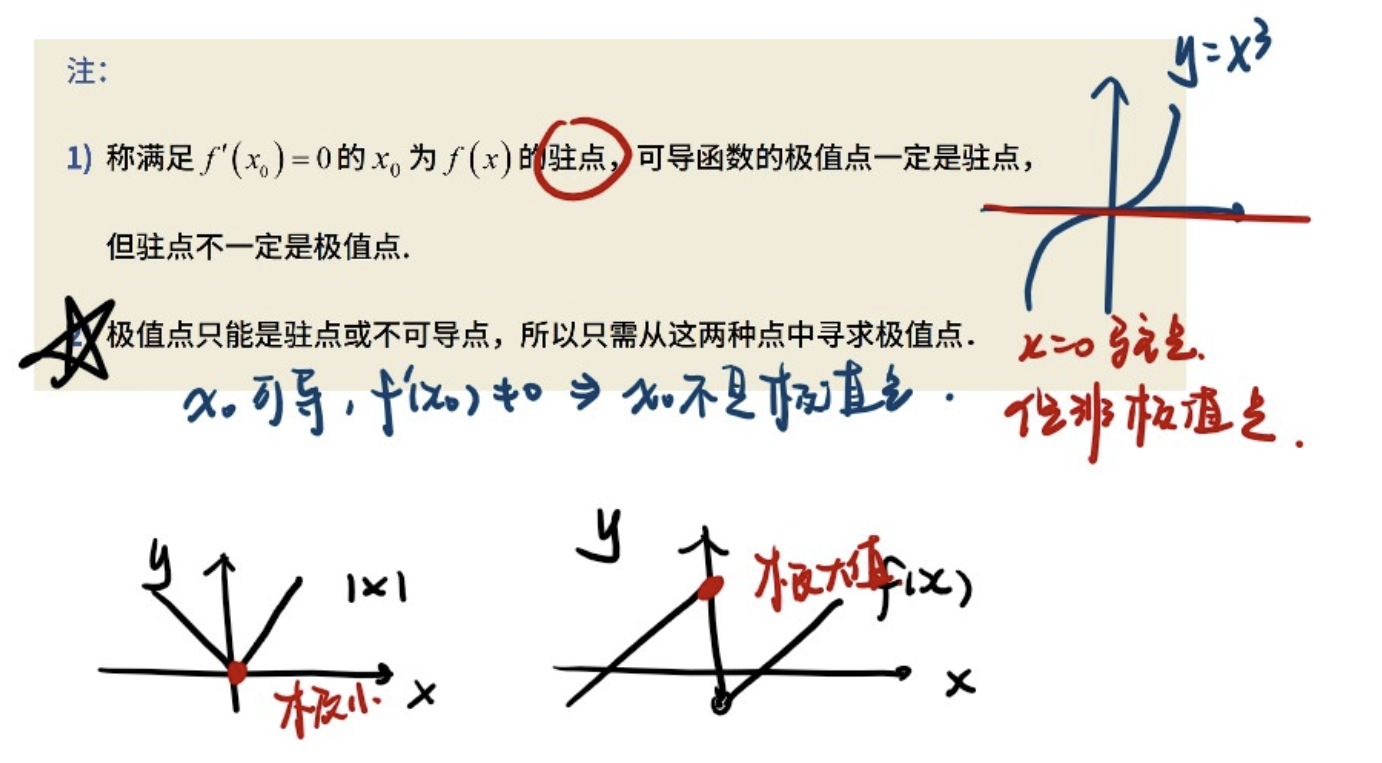 注：
y=x³
1) 称满足 f′(x₀)=0 的 x₀ 为 f(x) 的驻点，可导函数的极值点一定是驻点，
但驻点不一定是极值点.
极值点只能是驻点或不可导点，所以只需从这两种点中寻求极值点.
x=0 驻点.
但非极值点.
x₀ 可导, f′(x₀)≠0 ⇒ x₀ 不是极值点.
y
|x|
x
极小
y
极大值
f(x)
x